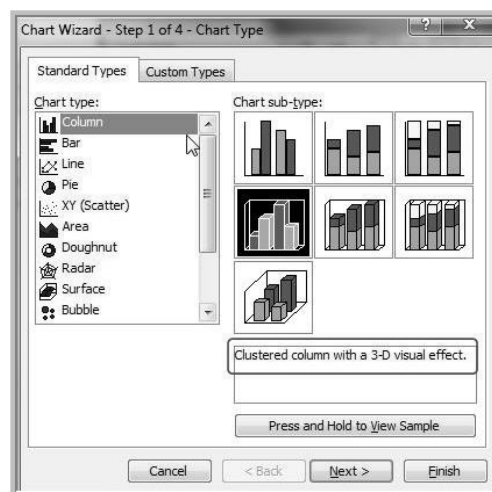 Chart Wizard - Step 1 of 4 - Chart Type
? X
Standard Types
Custom Types
Chart type:
Column
Bar
Line
Pie
XY (Scatter)
Area
Doughnut
Radar
Surface
Bubble
Chart sub-type:
Clustered column with a 3-D visual effect.
Press and Hold to View Sample
Cancel
< Back
Next >
Finish